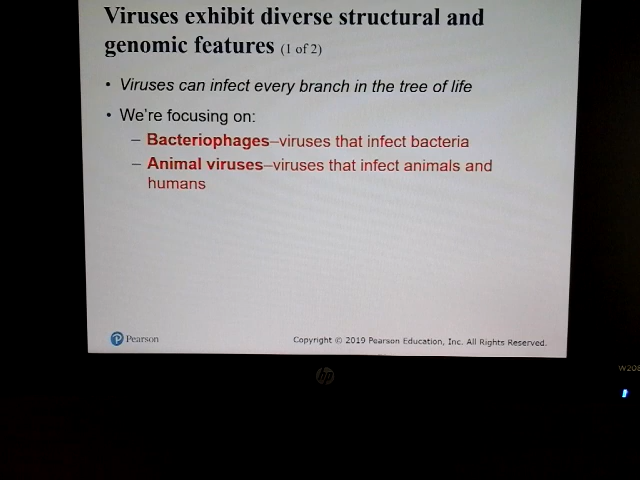 Viruses exhibit diverse structural and
genomic features (1 of 2)
• Viruses can infect every branch in the tree of life
• We're focusing on:
– Bacteriophages–viruses that infect bacteria
– Animal viruses–viruses that infect animals and
humans
P Pearson
Copyright © 2019 Pearson Education, Inc. All Rights Reserved.
hp